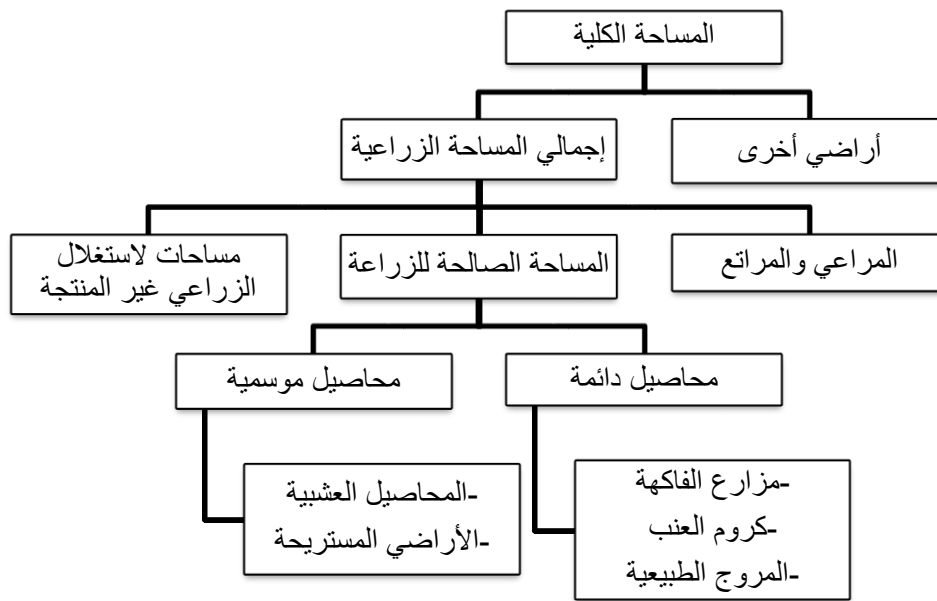 المساحة الكلية
أراضي أخرى
إجمالي المساحة الزراعية
المراعي والمراتع
المساحة الصالحة للزراعة
مساحات لاستغلال
الزراعي غير المنتجة
محاصيل دائمة
محاصيل موسمية
-مزارع الفاكهة
-كروم العنب
-المروج الطبيعية
-المحاصيل العشبية
-الأراضي المستريحة